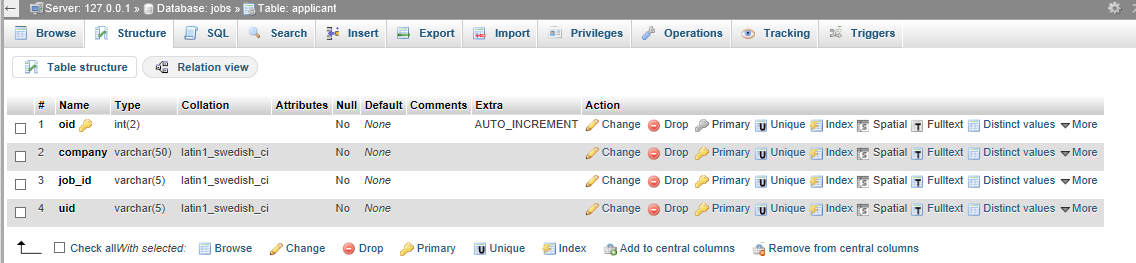 Server: 127.0.0.1 » Database: jobs » Table: applicant
Browse Structure SQL Search Insert Export Import Privileges Operations Tracking Triggers
Table structure Relation view
# Name Type Collation Attributes Null Default Comments Extra Action
1 oid int(2) No None AUTO_INCREMENT Change Drop Primary Unique Index Spatial Fulltext Distinct values More
2 company varchar(50) latin1_swedish_ci No None Change Drop Primary Unique Index Spatial Fulltext Distinct values More
3 job_id varchar(5) latin1_swedish_ci No None Change Drop Primary Unique Index Spatial Fulltext Distinct values More
4 uid varchar(5) latin1_swedish_ci No None Change Drop Primary Unique Index Spatial Fulltext Distinct values More
Check all With selected: Browse Change Drop Primary Unique Index Add to central columns Remove from central columns